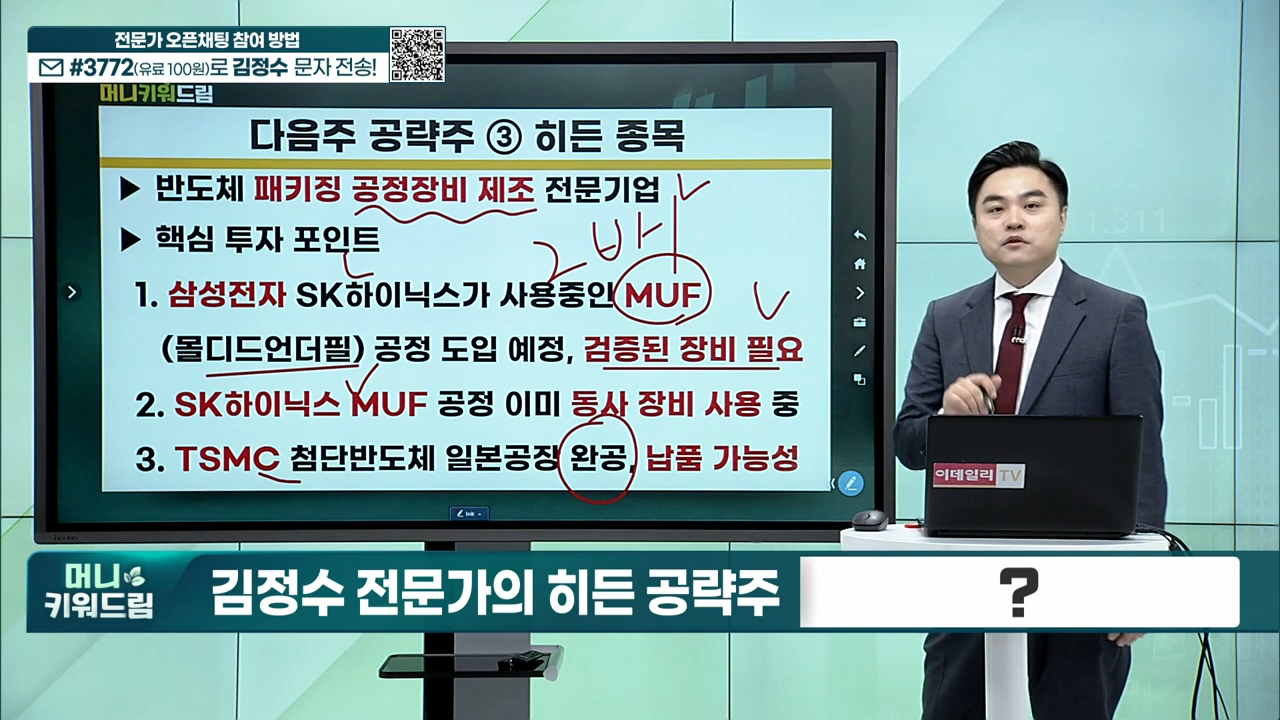 전문가 오픈채팅 참여 방법
#3772(유료 100원)로 김정수 문자 전송!
머니키워드림
다음주 공략주 ③ 히든 종목
▶ 반도체 패키징 공정장비 제조 전문기업
▶ 핵심 투자 포인트
2배
1. 삼성전자 SK하이닉스가 사용중인 MUF
(몰디드언더필) 공정 도입 예정, 검증된 장비 필요
2. SK하이닉스 MUF 공정 이미 동사 장비 사용 중
3. TSMC 첨단반도체 일본공장 완공, 납품 가능성
Ink
11.311
이데일리TV
머니
키워드림
김정수 전문가의 히든 공략주
?